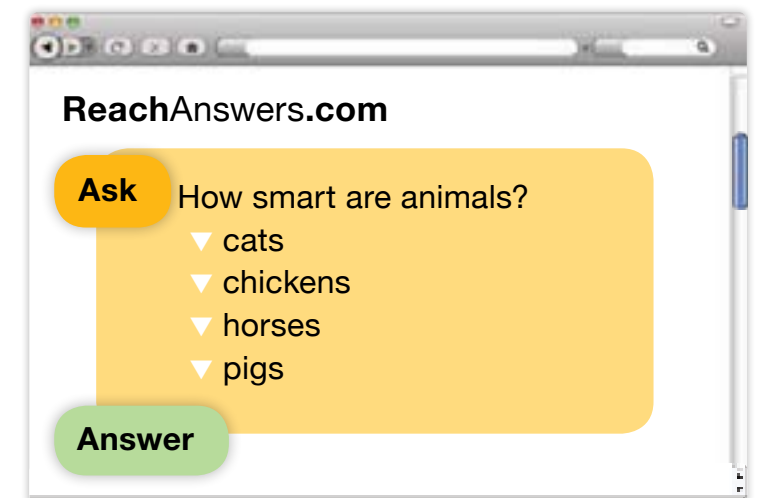 ReachAnswers.com
Ask
How smart are animals?
cats
chickens
horses
pigs
Answer